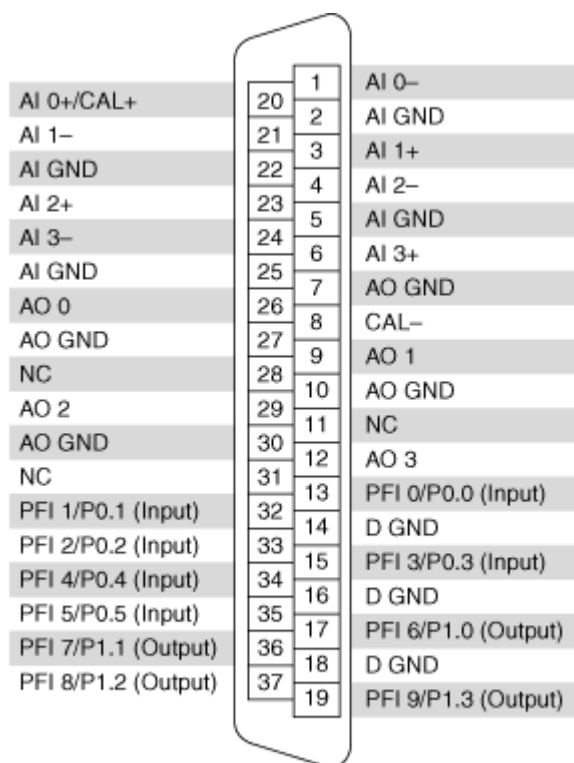 AI 0+/CAL+ 20
AI 1– 21
AI GND 22
AI 2+ 23
AI 3– 24
AI GND 25
AO 0 26
AO GND 27
NC 28
AO 2 29
AO GND 30
NC 31
PFI 1/P0.1 (Input) 32
PFI 2/P0.2 (Input) 33
PFI 4/P0.4 (Input) 34
PFI 5/P0.5 (Input) 35
PFI 7/P1.1 (Output) 36
PFI 8/P1.2 (Output) 37
1 AI 0–
2 AI GND
3 AI 1+
4 AI 2–
5 AI GND
6 AI 3+
7 AO GND
8 CAL–
9 AO 1
10 AO GND
11 NC
12 AO 3
13 PFI 0/P0.0 (Input)
14 D GND
15 PFI 3/P0.3 (Input)
16 D GND
17 PFI 6/P1.0 (Output)
18 D GND
19 PFI 9/P1.3 (Output)